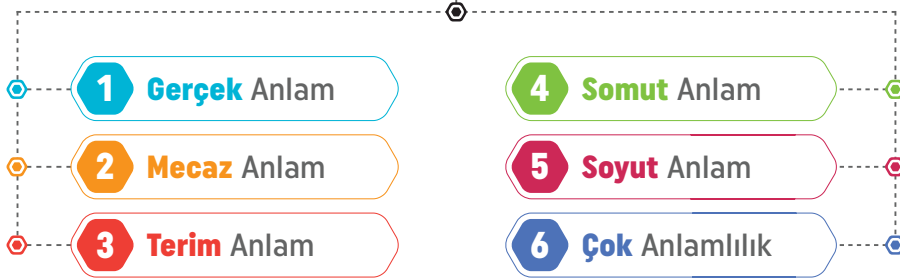 1 Gerçek Anlam
2 Mecaz Anlam
3 Terim Anlam
4 Somut Anlam
5 Soyut Anlam
6 Çok Anlamlılık